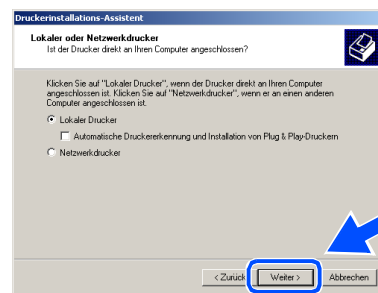 Druckerinstallations-Assistent
Lokaler oder Netzwerkdrucker
Ist der Drucker direkt an Ihren Computer angeschlossen?
Klicken Sie auf "Lokaler Drucker", wenn der Drucker direkt an Ihren Computer
angeschlossen ist. Klicken Sie auf "Netzwerkdrucker", wenn er an einen anderen
Computer angeschlossen ist.
Lokaler Drucker
Automatische Druckererkennung und Installation von Plug & Play-Druckern
Netzwerkdrucker
< Zurück Weiter > Abbrechen